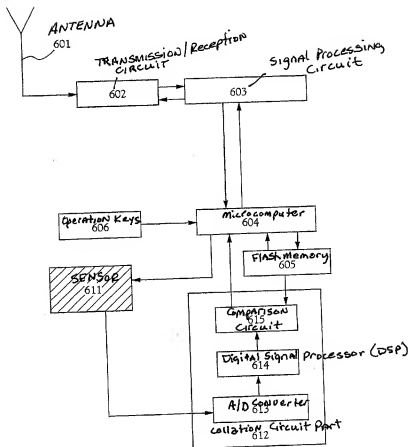 ANTENNA
601
TRANSMISSION/RECEPTION
CIRCUIT
602
Signal Processing
Circuit
603
Microcomputer
604
Operation Keys
606
Flash Memory
605
SENSOR
611
Comparison
615
Circuit
Digital Signal Processor (DSP)
614
A/D Converter
613
Collation Circuit Part
612